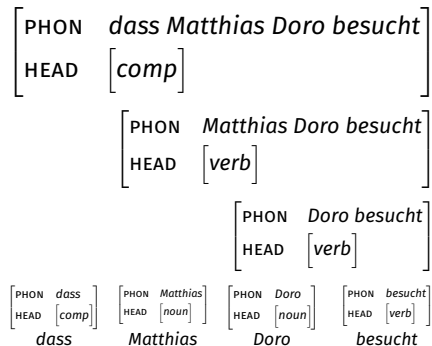 PHON dass Matthias Doro besucht
HEAD [comp]
PHON Matthias Doro besucht
HEAD [verb]
PHON Doro besucht
HEAD [verb]
PHON dass PHON Matthias PHON Doro PHON besucht
HEAD [comp] HEAD [noun] HEAD [noun] HEAD [verb]
dass Matthias Doro besucht